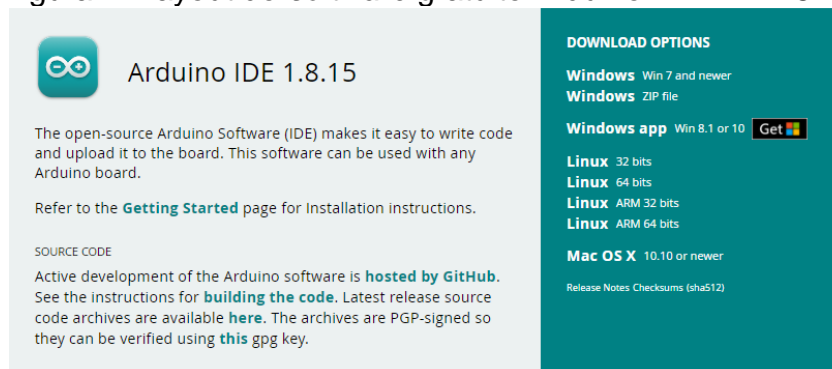 Arduino IDE 1.8.15
The open-source Arduino Software (IDE) makes it easy to write code
and upload it to the board. This software can be used with any
Arduino board.
Refer to the Getting Started page for Installation instructions.
SOURCE CODE
Active development of the Arduino software is hosted by GitHub.
See the instructions for building the code. Latest release source
code archives are available here. The archives are PGP-signed so
they can be verified using this gpg key.
DOWNLOAD OPTIONS
Windows Win 7 and newer
Windows ZIP file
Windows app Win 8.1 or 10 Get
Linux 32 bits
Linux 64 bits
Linux ARM 32 bits
Linux ARM 64 bits
Mac OS X 10.10 or newer
Release Notes Checksums (sha512)